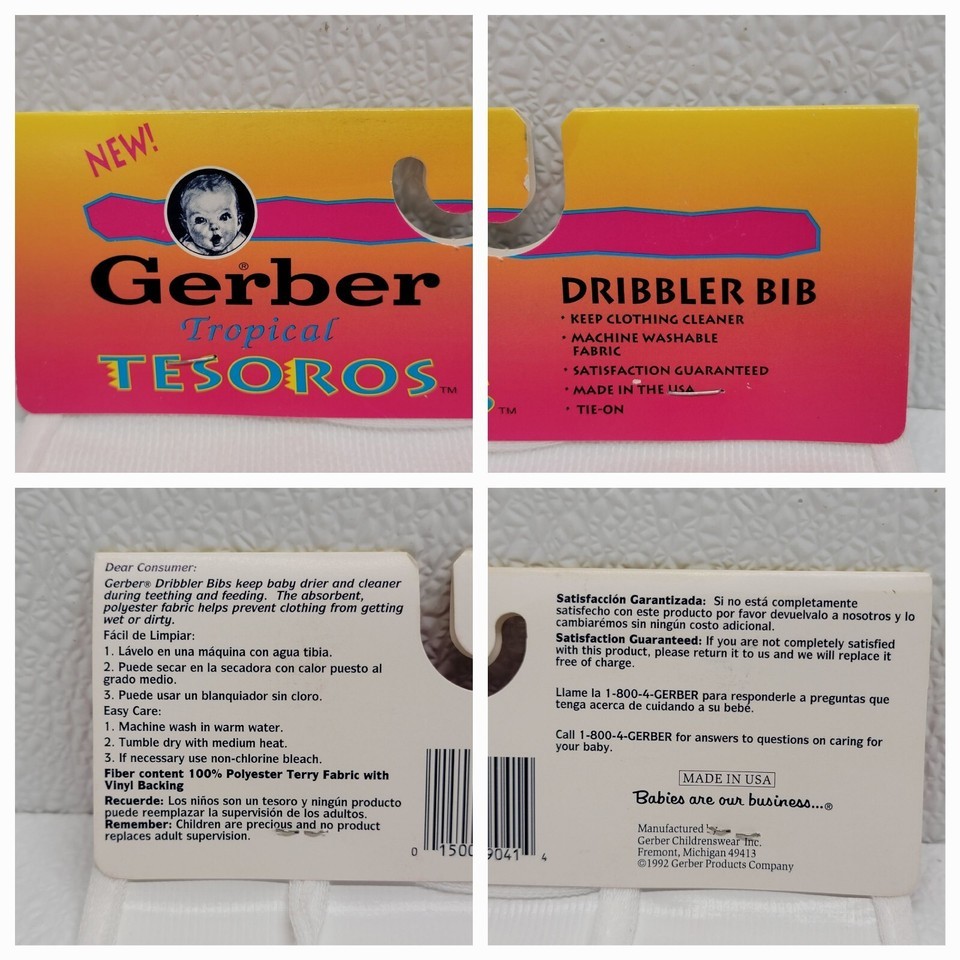 NEW!
Gerber®
Tropical
TESOROS™
™
DRIBBLER BIB
• KEEP CLOTHING CLEANER
• MACHINE WASHABLE
FABRIC
• SATISFACTION GUARANTEED
• MADE IN THE USA
• TIE-ON
Dear Consumer:
Gerber® Dribbler Bibs keep baby drier and cleaner
during teething and feeding. The absorbent,
polyester fabric helps prevent clothing from getting
wet or dirty.
Fácil de Limpiar:
1. Lávelo en una máquina con agua tibia.
2. Puede secar en la secadora con calor puesto al
grado medio.
3. Puede usar un blanquiador sin cloro.
Easy Care:
1. Machine wash in warm water.
2. Tumble dry with medium heat.
3. If necessary use non-chlorine bleach.
Fiber content 100% Polyester Terry Fabric with
Vinyl Backing
Recuerde: Los niños son un tesoro y ningún producto
puede reemplazar la supervisión de los adultos.
Remember: Children are precious and no product
replaces adult supervision.
0 1500
9041 4
Satisfacción Garantizada: Si no está completamente
satisfecho con este producto por favor devuelvalo a nosotros y lo
cambiarémos sin ningún costo adicional.
Satisfaction Guaranteed: If you are not completely satisfied
with this product, please return it to us and we will replace it
free of charge.
Llame la 1-800-4-GERBER para responderle a preguntas que
tenga acerca de cuidando a su bebé.
Call 1-800-4-GERBER for answers to questions on caring for
your baby.
MADE IN USA
Babies are our business...®
Manufactured by
Gerber Childrenswear Inc.
Fremont, Michigan 49413
©1992 Gerber Products Company